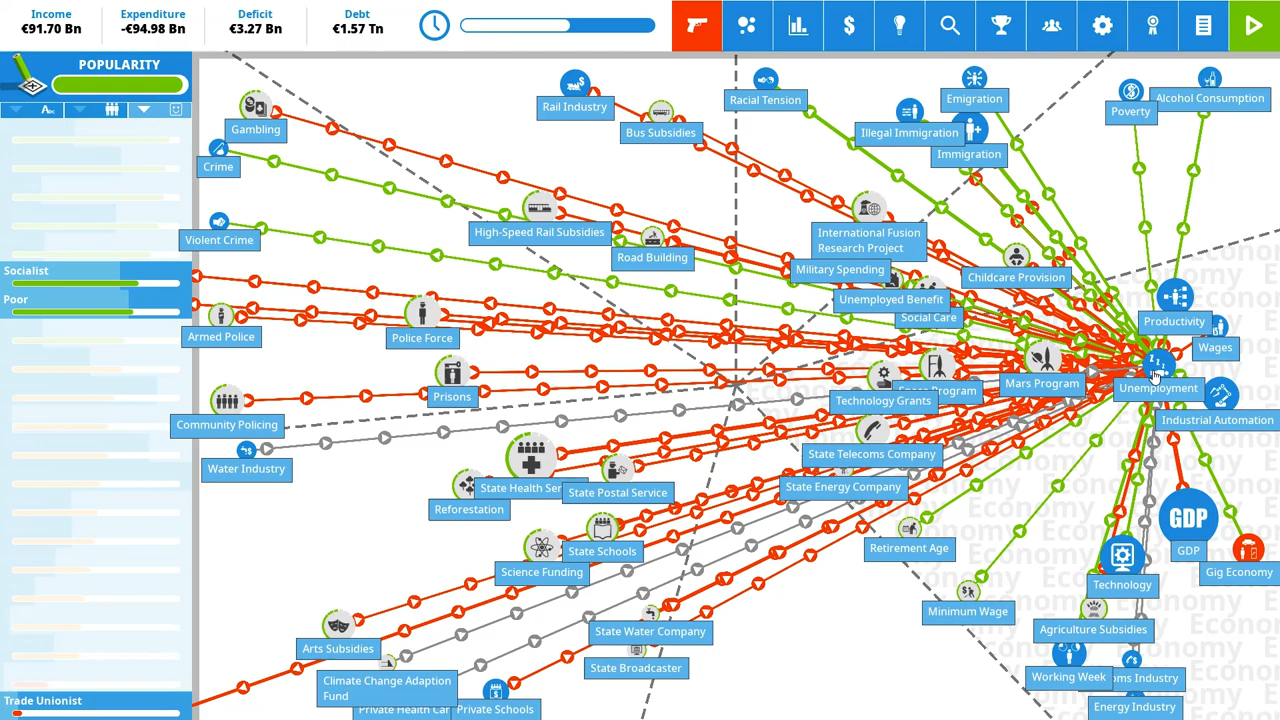 Income
€91.70 Bn
Expenditure
-€94.98 Bn
Deficit
€3.27 Bn
Debt
€1.57 Tn
POPULARITY
Socialist
Poor
Trade Unionist
Gambling
Crime
Violent Crime
Armed Police
Community Policing
Water Industry
Rail Industry
Bus Subsidies
Racial Tension
Illegal Immigration
Emigration
Immigration
Poverty
Alcohol Consumption
High-Speed Rail Subsidies
Road Building
International Fusion
Research Project
Military Spending
Childcare Provision
Unemployed Benefit
Social Care
Productivity
Wages
Police Force
Prisons
Mars Program
Program
Technology Grants
Unemployment
Industrial Automation
State Telecoms Company
State Energy Company
State Health
State Postal Service
Reforestation
State Schools
Science Funding
Retirement Age
GDP
GDP
Gig Economy
Technology
Minimum Wage
Agriculture Subsidies
Arts Subsidies
State Water Company
State Broadcaster
Climate Change Adaption
Fund
Private Schools
Working Week
Industry
Energy Industry
Economy